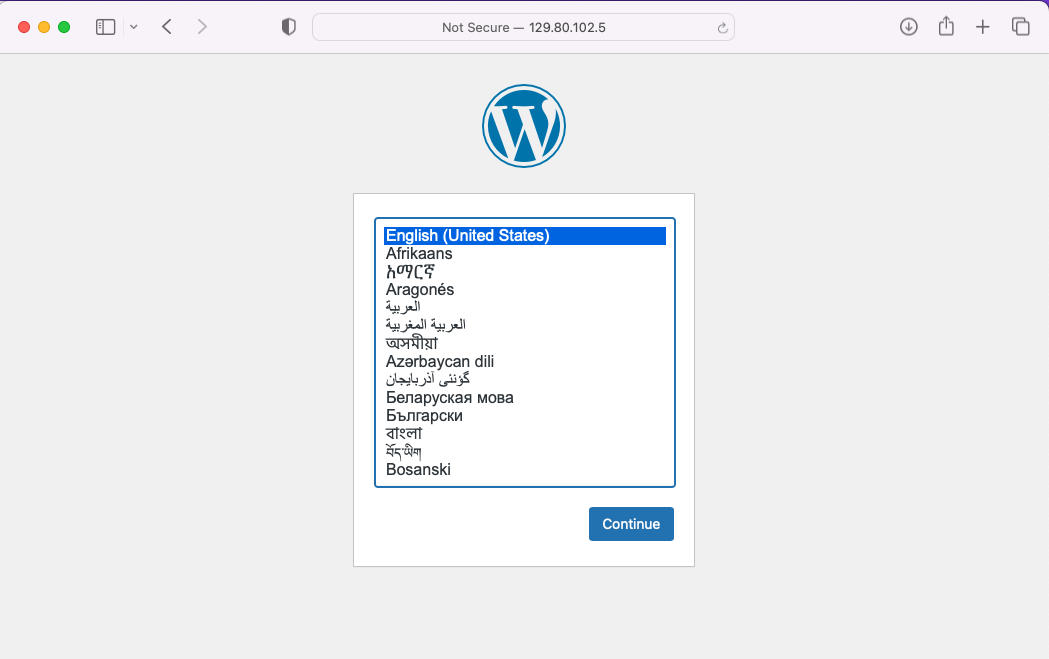 Not Secure — 129.80.102.5
English (United States)
Afrikaans
አማርኛ
Aragonés
العربية
العربية المغربية
অসমীয়া
Azərbaycan dili
گؤنئی آذربایجان
Беларуская мова
Български
বাংলা
བོད་ཡིག
Bosanski
Continue